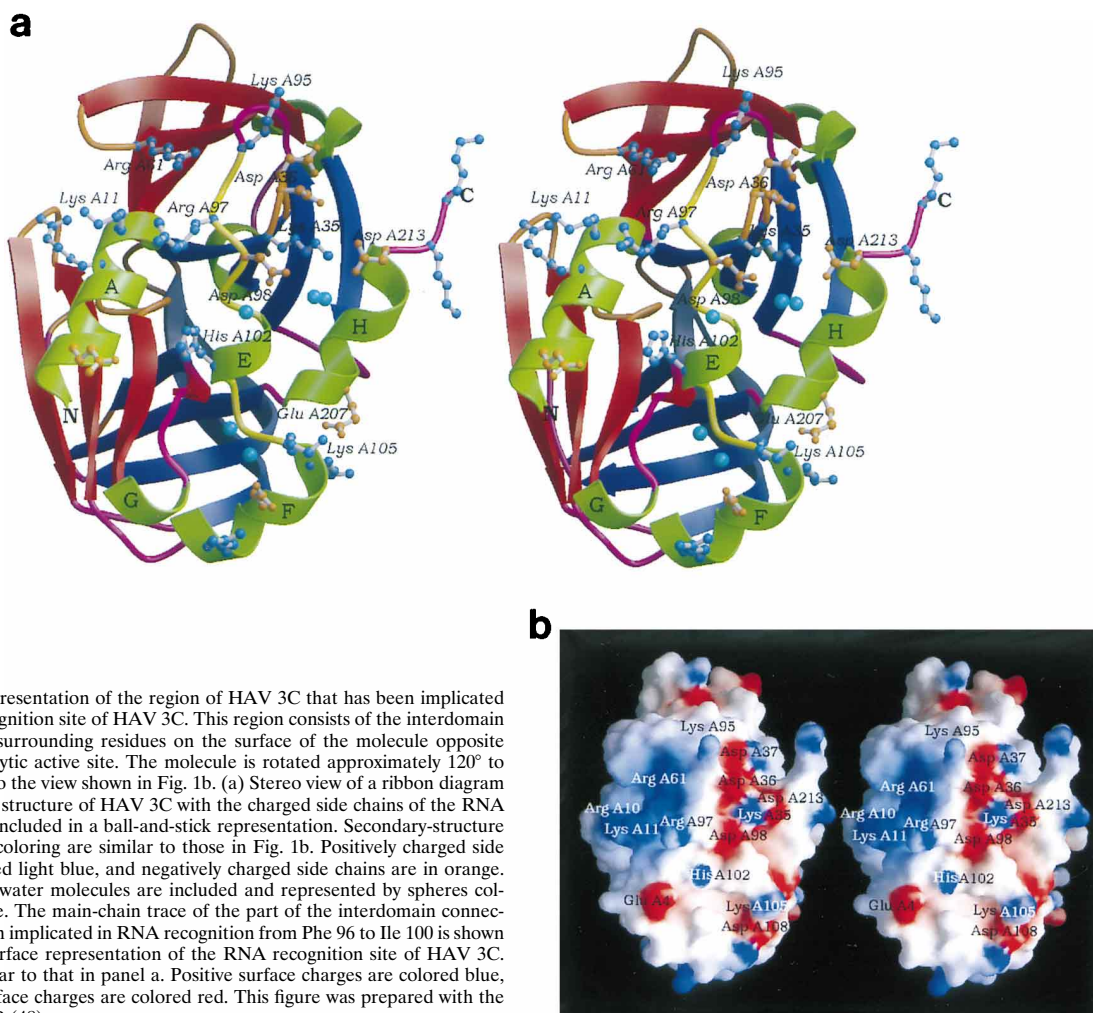 a
Lys A95
Lys A95
Arg A61
Arg A61
Asp A36
Asp A36
Lys A11
Lys A11
Arg A97
Arg A97
C
C
Lys A35
Lys A35
Asp A213
Asp A213
A
A
Asp A98
Asp A98
H
H
His A102
His A102
E
E
N
N
Glu A207
Glu A207
Lys A105
Lys A105
G
G
F
F
b
resentation of the region of HAV 3C that has been implicated
gnition site of HAV 3C. This region consists of the interdomain
surrounding residues on the surface of the molecule opposite
ytic active site. The molecule is rotated approximately 120° to
o the view shown in Fig. 1b. (a) Stereo view of a ribbon diagram
structure of HAV 3C with the charged side chains of the RNA
ncluded in a ball-and-stick representation. Secondary-structure
coloring are similar to those in Fig. 1b. Positively charged side
ed light blue, and negatively charged side chains are in orange.
water molecules are included and represented by spheres col-
e. The main-chain trace of the part of the interdomain connec-
n implicated in RNA recognition from Phe 96 to Ile 100 is shown
rface representation of the RNA recognition site of HAV 3C.
lar to that in panel a. Positive surface charges are colored blue,
face charges are colored red. This figure was prepared with the
Lys A95
Lys A95
Asp A37
Asp A37
Arg A61
Asp A36
Arg A61
Asp A36
Asp A213
Asp A213
Arg A10
Lys A35
Arg A10
Lys A35
Lys A11
Arg A97
Lys A11
Arg A97
Asp A98
Asp A98
His A102
His A102
Glu A4
Glu A4
Lys A105
Lys A105
Asp A108
Asp A108